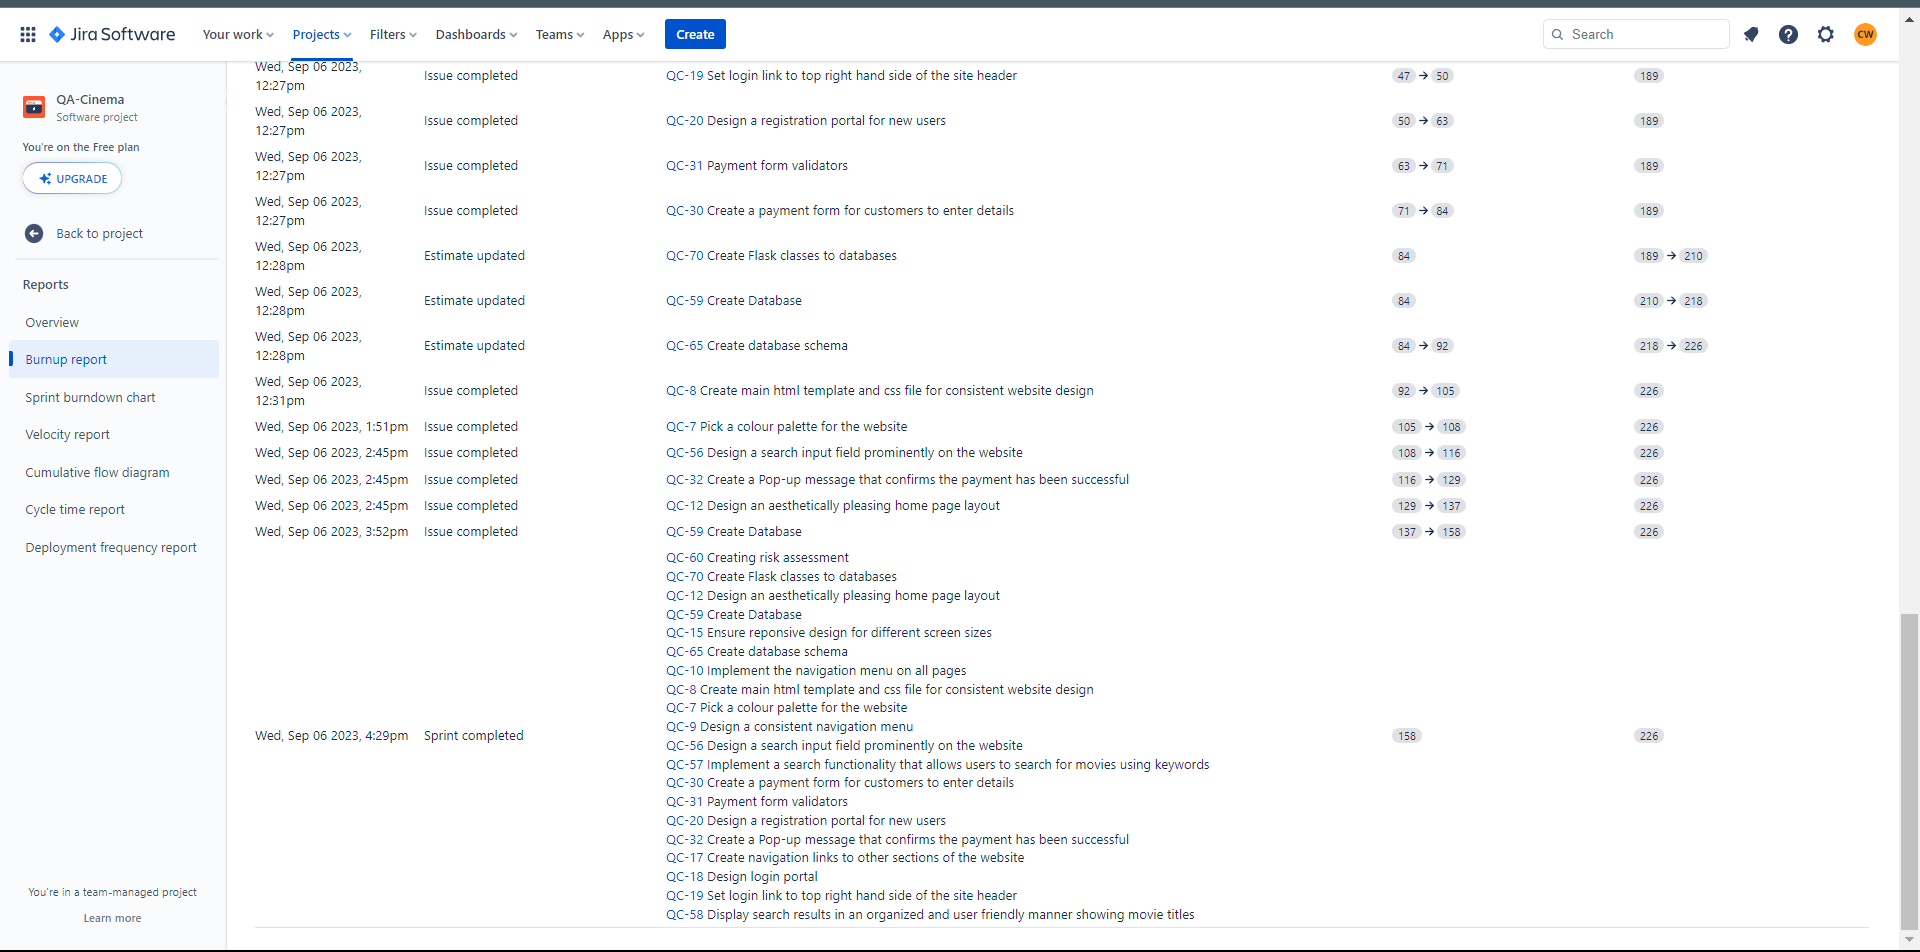 Jira Software Your work Projects Filters Dashboards Teams Apps Create Search CW
QA-Cinema
Software project
You're on the Free plan
UPGRADE
Back to project
Reports
Overview
Burnup report
Sprint burndown chart
Velocity report
Cumulative flow diagram
Cycle time report
Deployment frequency report
You're in a team-managed project
Learn more
Wed, Sep 06 2023,
12:27pm
Issue completed QC-19 Set login link to top right hand side of the site header 47 → 50 189
Wed, Sep 06 2023,
12:27pm
Issue completed QC-20 Design a registration portal for new users 50 → 63 189
Wed, Sep 06 2023,
12:27pm
Issue completed QC-31 Payment form validators 63 → 71 189
Wed, Sep 06 2023,
12:27pm
Issue completed QC-30 Create a payment form for customers to enter details 71 → 84 189
Wed, Sep 06 2023,
12:28pm
Estimate updated QC-70 Create Flask classes to databases 84 189 → 210
Wed, Sep 06 2023,
12:28pm
Estimate updated QC-59 Create Database 84 210 → 218
Wed, Sep 06 2023,
12:28pm
Estimate updated QC-65 Create database schema 84 → 92 218 → 226
Wed, Sep 06 2023,
12:31pm
Issue completed QC-8 Create main html template and css file for consistent website design 92 → 105 226
Wed, Sep 06 2023, 1:51pm Issue completed QC-7 Pick a colour palette for the website 105 → 108 226
Wed, Sep 06 2023, 2:45pm Issue completed QC-56 Design a search input field prominently on the website 108 → 116 226
Wed, Sep 06 2023, 2:45pm Issue completed QC-32 Create a Pop-up message that confirms the payment has been successful 116 → 129 226
Wed, Sep 06 2023, 2:45pm Issue completed QC-12 Design an aesthetically pleasing home page layout 129 → 137 226
Wed, Sep 06 2023, 3:52pm Issue completed QC-59 Create Database 137 → 158 226
Wed, Sep 06 2023, 4:29pm Sprint completed 158 226
QC-60 Creating risk assessment
QC-70 Create Flask classes to databases
QC-12 Design an aesthetically pleasing home page layout
QC-59 Create Database
QC-15 Ensure reponsive design for different screen sizes
QC-65 Create database schema
QC-10 Implement the navigation menu on all pages
QC-8 Create main html template and css file for consistent website design
QC-7 Pick a colour palette for the website
QC-9 Design a consistent navigation menu
QC-56 Design a search input field prominently on the website
QC-57 Implement a search functionality that allows users to search for movies using keywords
QC-30 Create a payment form for customers to enter details
QC-31 Payment form validators
QC-20 Design a registration portal for new users
QC-32 Create a Pop-up message that confirms the payment has been successful
QC-17 Create navigation links to other sections of the website
QC-18 Design login portal
QC-19 Set login link to top right hand side of the site header
QC-58 Display search results in an organized and user friendly manner showing movie titles